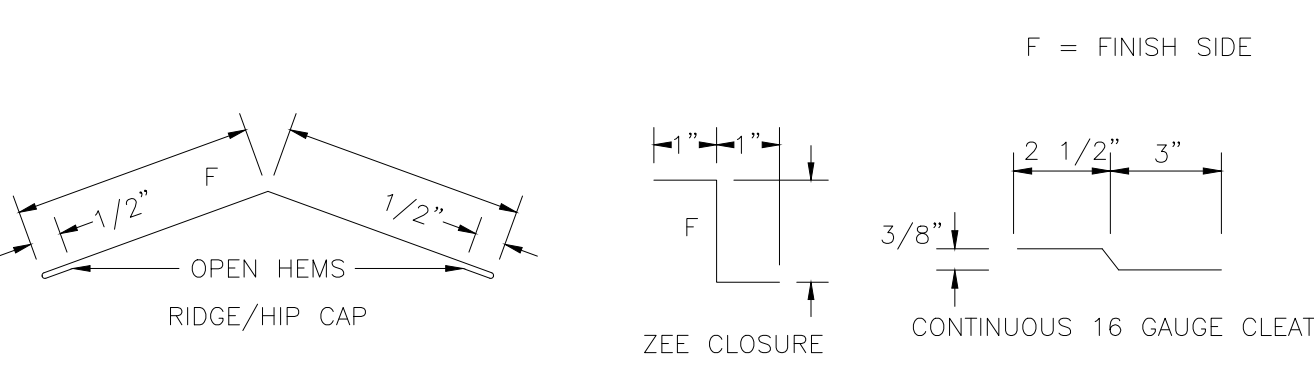 F = FINISH SIDE
F
1/2"
1/2"
OPEN HEMS
RIDGE/HIP CAP
1" 1"
F
ZEE CLOSURE
2 1/2" 3"
3/8"
CONTINUOUS 16 GAUGE CLEAT